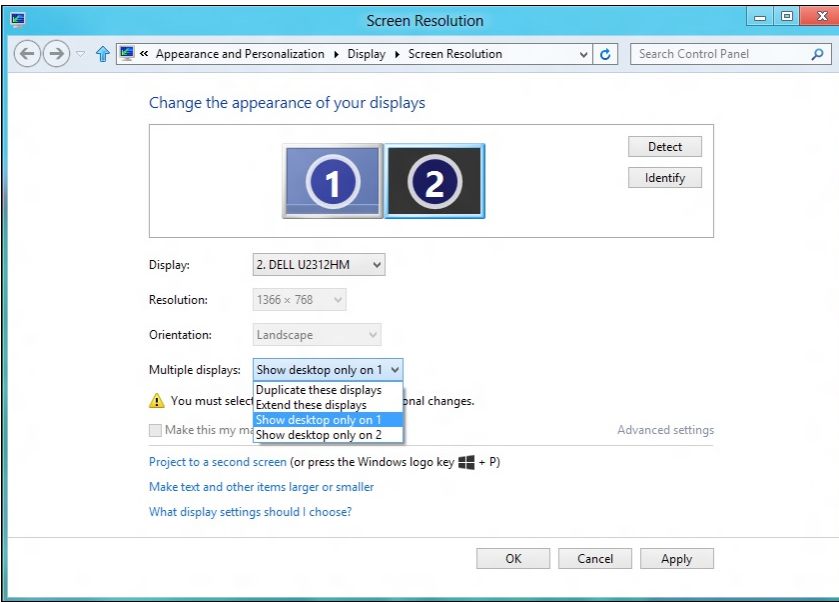 Screen Resolution
« Appearance and Personalization ▸ Display ▸ Screen Resolution
Search Control Panel
Change the appearance of your displays
1 2
Detect
Identify
Display: 2. DELL U2312HM
Resolution: 1366 × 768
Orientation: Landscape
Multiple displays: Show desktop only on 1
Duplicate these displays
You must select onal changes.
Extend these displays
Show desktop only on 1
Make this my ma
Show desktop only on 2
Advanced settings
Project to a second screen (or press the Windows logo key + P)
Make text and other items larger or smaller
What display settings should I choose?
OK Cancel Apply